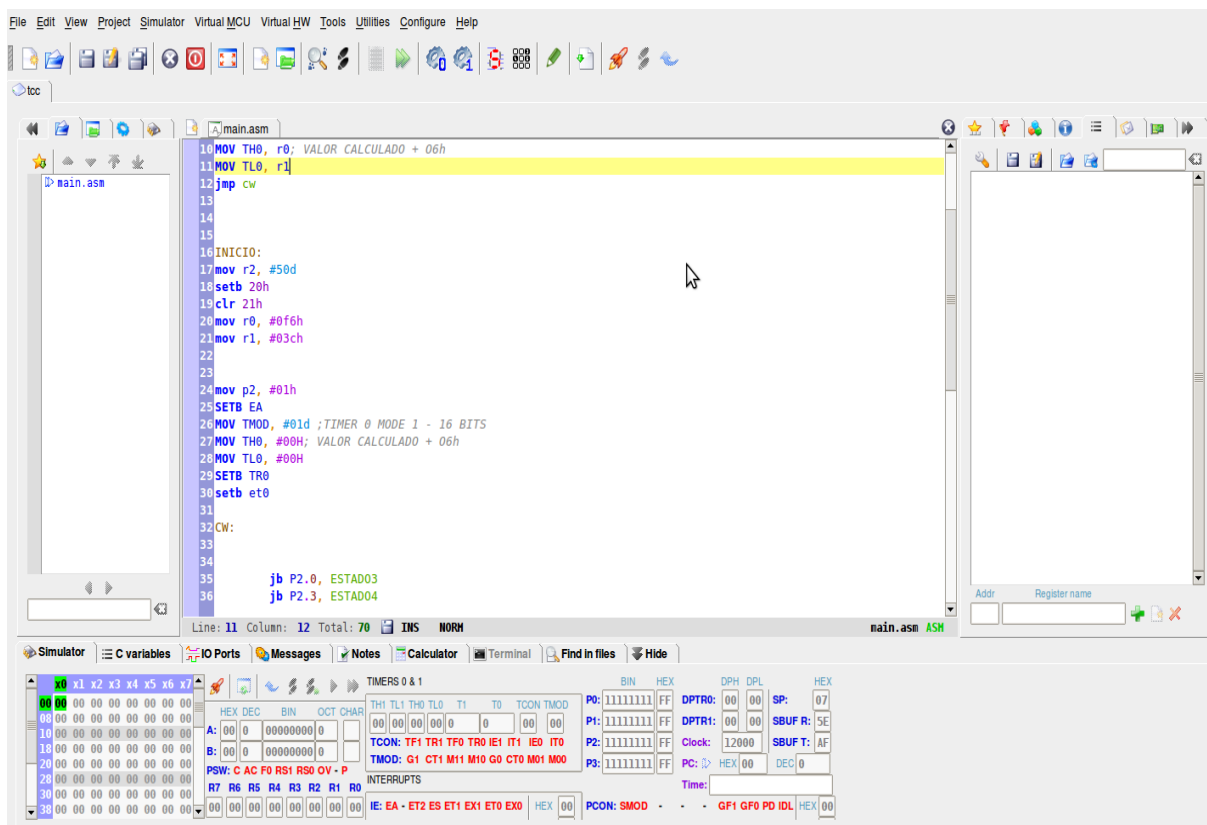 File Edit View Project Simulator Virtual MCU Virtual HW Tools Utilities Configure Help
tcc
main.asm
main.asm
10 MOV TH0, r0; VALOR CALCULADO + 06h
11 MOV TL0, r1
12 jmp cw
13
14
15
16 INICIO:
17 mov r2, #50d
18 setb 20h
19 clr 21h
20 mov r0, #0f6h
21 mov r1, #03ch
22
23
24 mov p2, #01h
25 SETB EA
26 MOV TMOD, #01d ;TIMER 0 MODE 1 - 16 BITS
27 MOV TH0, #00H; VALOR CALCULADO + 06h
28 MOV TL0, #00H
29 SETB TR0
30 setb et0
31
32 CW:
33
34
35 jb P2.0, ESTADO3
36 jb P2.3, ESTADO4
Line: 11 Column: 12 Total: 70 INS NORM main.asm ASM
Addr Register name
Simulator C variables IO Ports Messages Notes Calculator Terminal Find in files Hide
x0 x1 x2 x3 x4 x5 x6 x7
00 00 00 00 00 00 00 00 00
08 00 00 00 00 00 00 00 00
10 00 00 00 00 00 00 00 00
18 00 00 00 00 00 00 00 00
20 00 00 00 00 00 00 00 00
28 00 00 00 00 00 00 00 00
30 00 00 00 00 00 00 00 00
38 00 00 00 00 00 00 00 00
HEX DEC BIN OCT CHAR
A: 00 0 00000000 0
B: 00 0 00000000 0
PSW: C AC F0 RS1 RS0 OV - P
R7 R6 R5 R4 R3 R2 R1 R0
00 00 00 00 00 00 00 00
TIMERS 0 & 1
TH1 TL1 TH0 TL0 T1 T0 TCON TMOD
00 00 00 00 0 0 00 00
TCON: TF1 TR1 TF0 TR0 IE1 IT1 IE0 IT0
TMOD: G1 CT1 M11 M10 G0 CT0 M01 M00
INTERRUPTS
IE: EA - ET2 ES ET1 EX1 ET0 EX0 HEX 00
BIN HEX
P0: 11111111 FF
P1: 11111111 FF
P2: 11111111 FF
P3: 11111111 FF
DPH DPL HEX
DPTR0: 00 00 SP: 07
DPTR1: 00 00 SBUF R: 5E
Clock: 12000 SBUF T: AF
PC: HEX 00 DEC 0
Time:
PCON: SMOD - - - GF1 GF0 PD IDL HEX 00